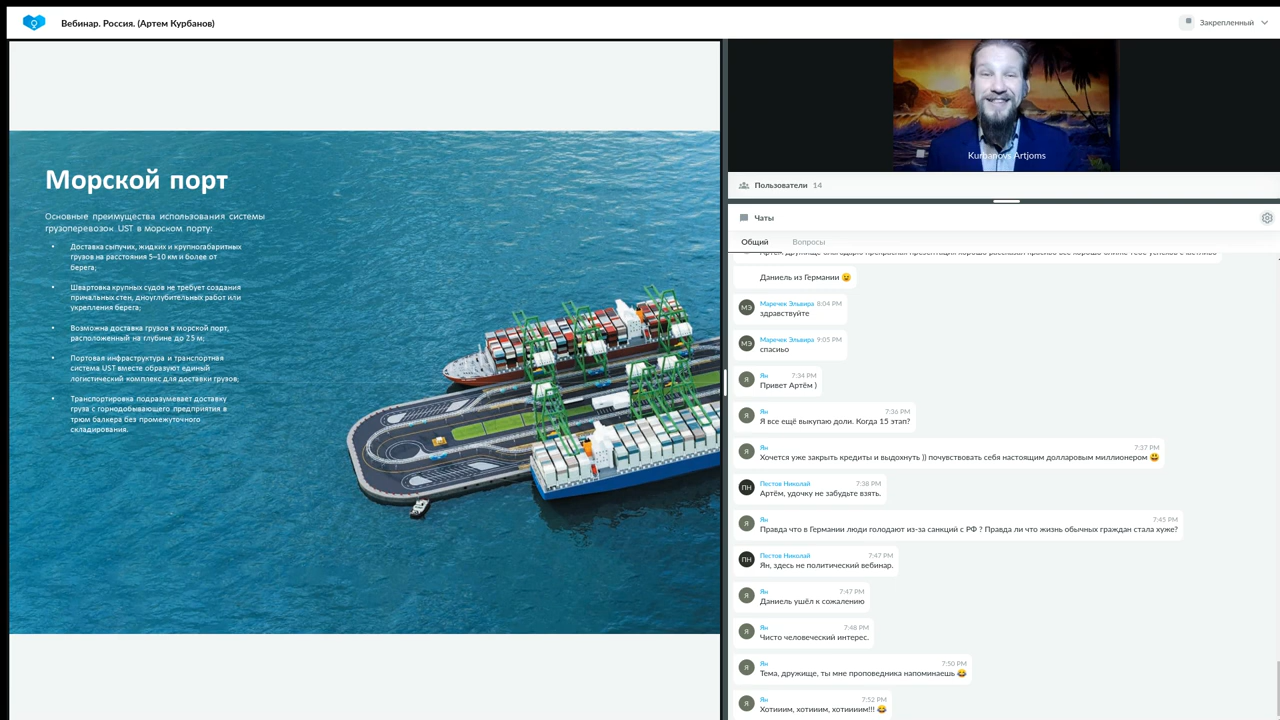 Вебинар. Россия. (Артем Курбанов)
Закрепленный
Морской порт
Основные преимущества использования системы
грузоперевозок UST в морском порту:
• Доставка сыпучих, жидких и крупногабаритных
грузов на расстояния 5–10 км и более от
берега;
• Швартовка крупных судов не требует создания
причальных стен, дноуглубительных работ или
укрепления берега;
• Возможна доставка грузов в морской порт,
расположенный на глубине до 25 м;
• Портовая инфраструктура и транспортная
система UST вместе образуют единый
логистический комплекс для доставки грузов;
• Транспортировка подразумевает доставку
груза с горнодобывающего предприятия в
трюм балкера без промежуточного
складирования.
Kurbanovs Artjoms
Пользователи 14
Чаты
Общий Вопросы
Даниель из Германии 😉
МЭ
Маречек Эльвира 8:04 PM
здравствуйте
МЭ
Маречек Эльвира 9:05 PM
спасиьо
Я
Ян 7:34 PM
Привет Артём )
Я
Ян 7:36 PM
Я все ещё выкупаю доли. Когда 15 этап?
Я
Ян 7:37 PM
Хочется уже закрыть кредиты и выдохнуть )) почувствовать себя настоящим долларовым миллионером 😃
ПН
Пестов Николай 7:38 PM
Артём, удочку не забудьте взять.
Я
Ян 7:45 PM
Правда что в Германии люди голодают из-за санкций с РФ ? Правда ли что жизнь обычных граждан стала хуже?
ПН
Пестов Николай 7:47 PM
Ян, здесь не политический вебинар.
Я
Ян 7:47 PM
Даниель ушёл к сожалению
Я
Ян 7:48 PM
Чисто человеческий интерес.
Я
Ян 7:50 PM
Тема, дружище, ты мне проповедника напоминаешь 😂
Я
Ян 7:52 PM
Хотииим, хотииим, хотиииим!!! 😂